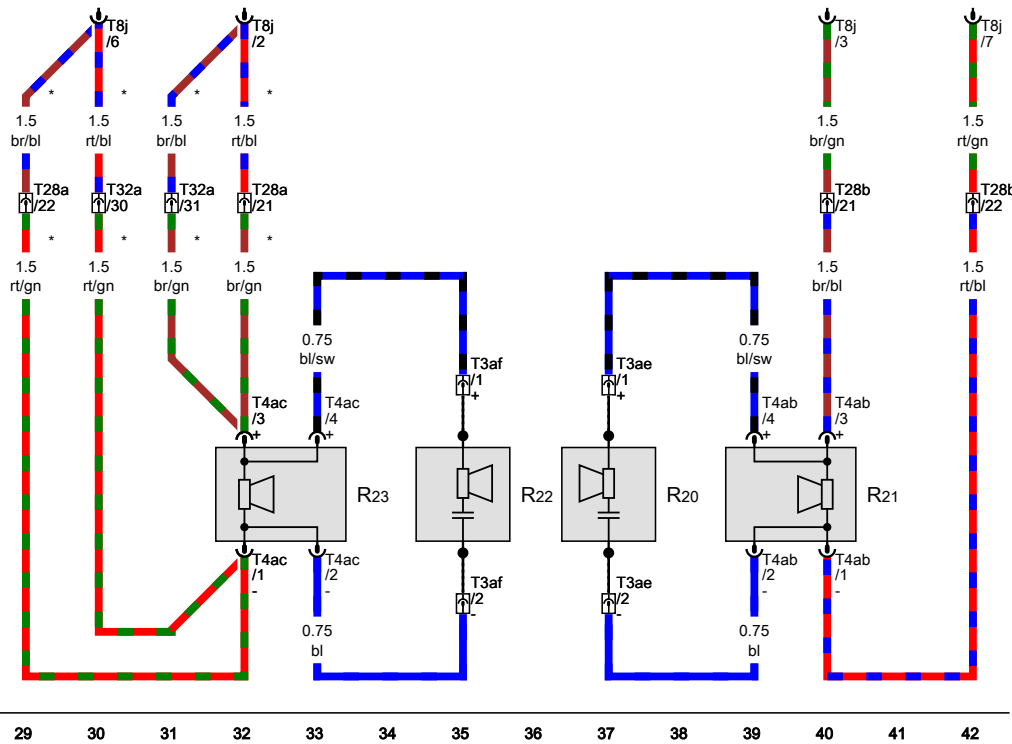 T8j T8j T8j T8j
/6 /2 /3 /7
* * * *
1.5 1.5 1.5 1.5 1.5 1.5
br/bl rt/bl br/bl rt/bl br/gn rt/gn
T28a T32a T32a T28a T28b T28b
/22 /30 /31 /21 /21 /22
* * * *
1.5 1.5 1.5 1.5 1.5 1.5
rt/gn rt/gn br/gn br/gn br/bl rt/bl
0.75 0.75
bl/sw bl/sw
T3af T3ae
/1 /1
+ +
T4ac T4ac T4ab T4ab
/3 /4 /4 /3
+ + + +
R23 R22 R20 R21
T4ac T4ac T4ab T4ab
/1 /2 /2 /1
- - - -
T3af T3ae
/2 /2
- -
0.75 0.75
bl bl
29 30 31 32 33 34 35 36 37 38 39 40 41 42